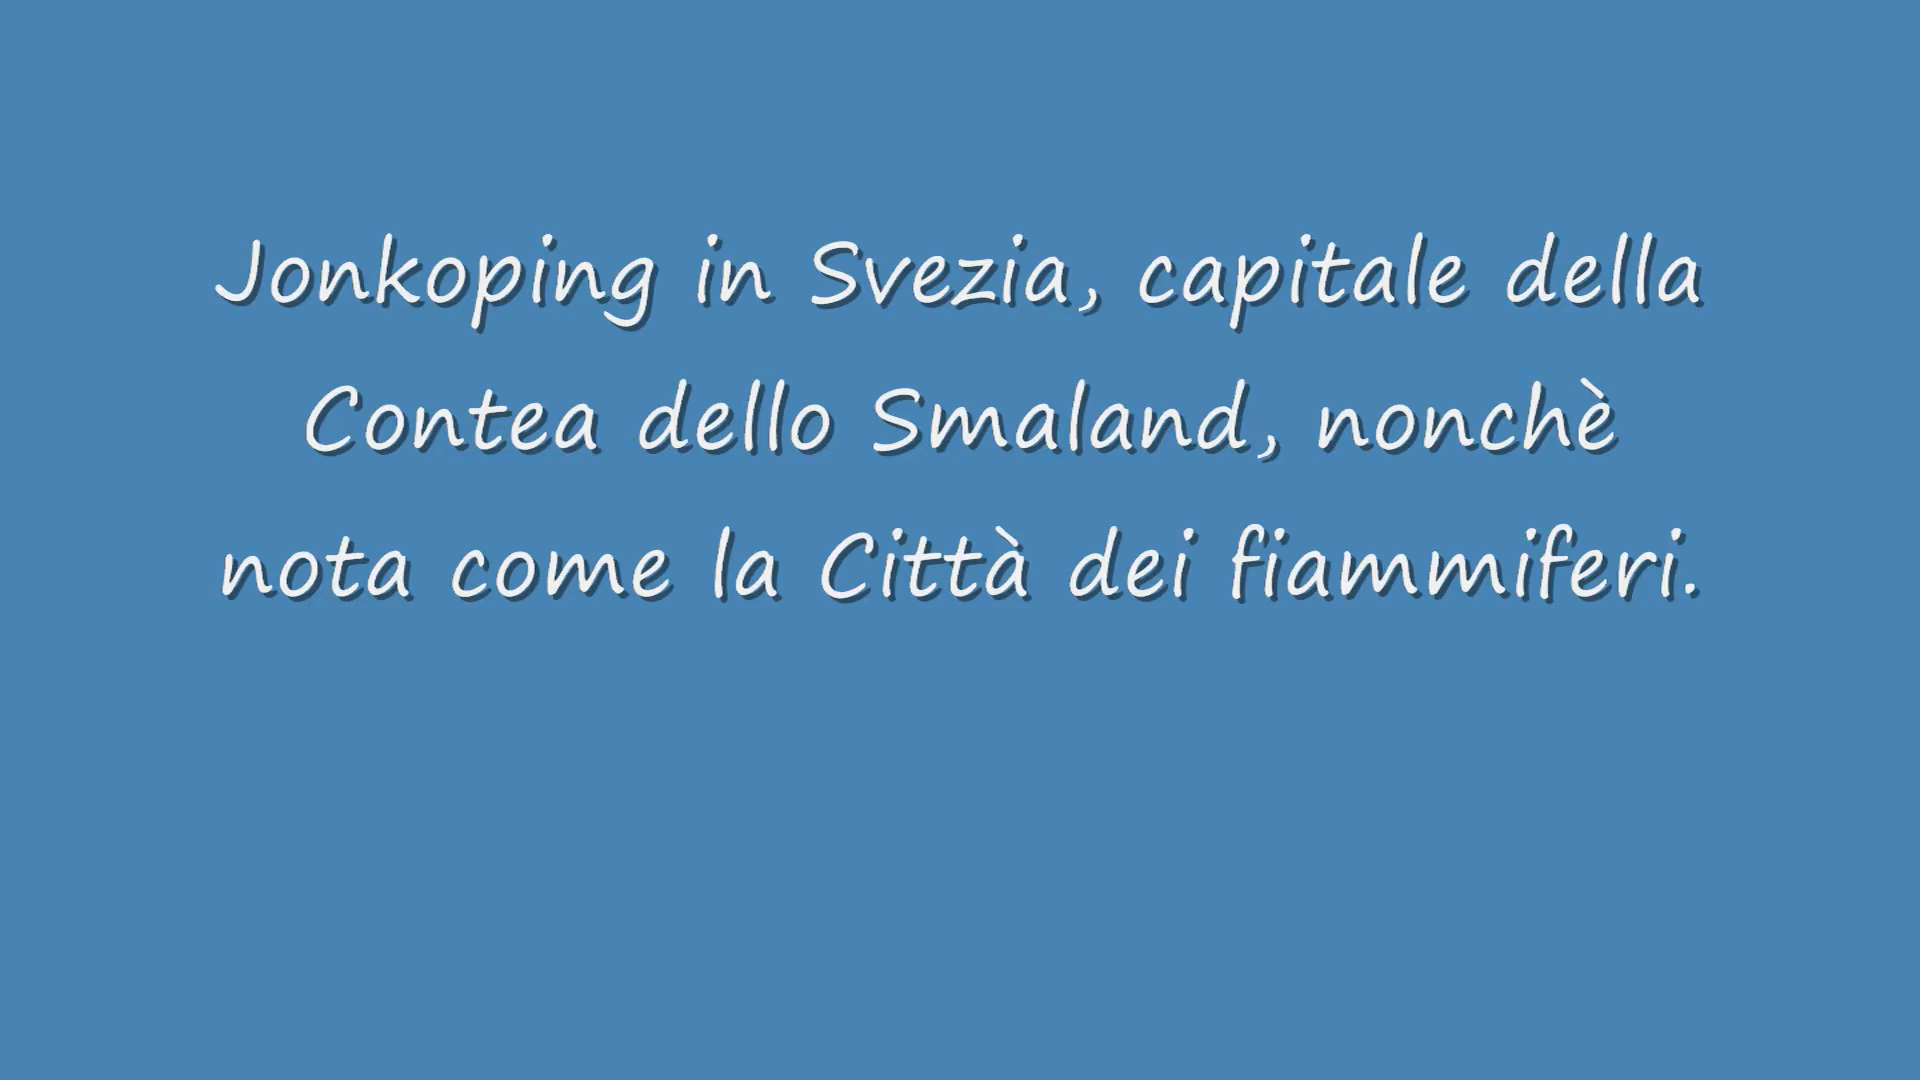 Jonkoping in Svezia, capitale della
Contea dello Smaland, nonchè
nota come la Città dei fiammiferi.